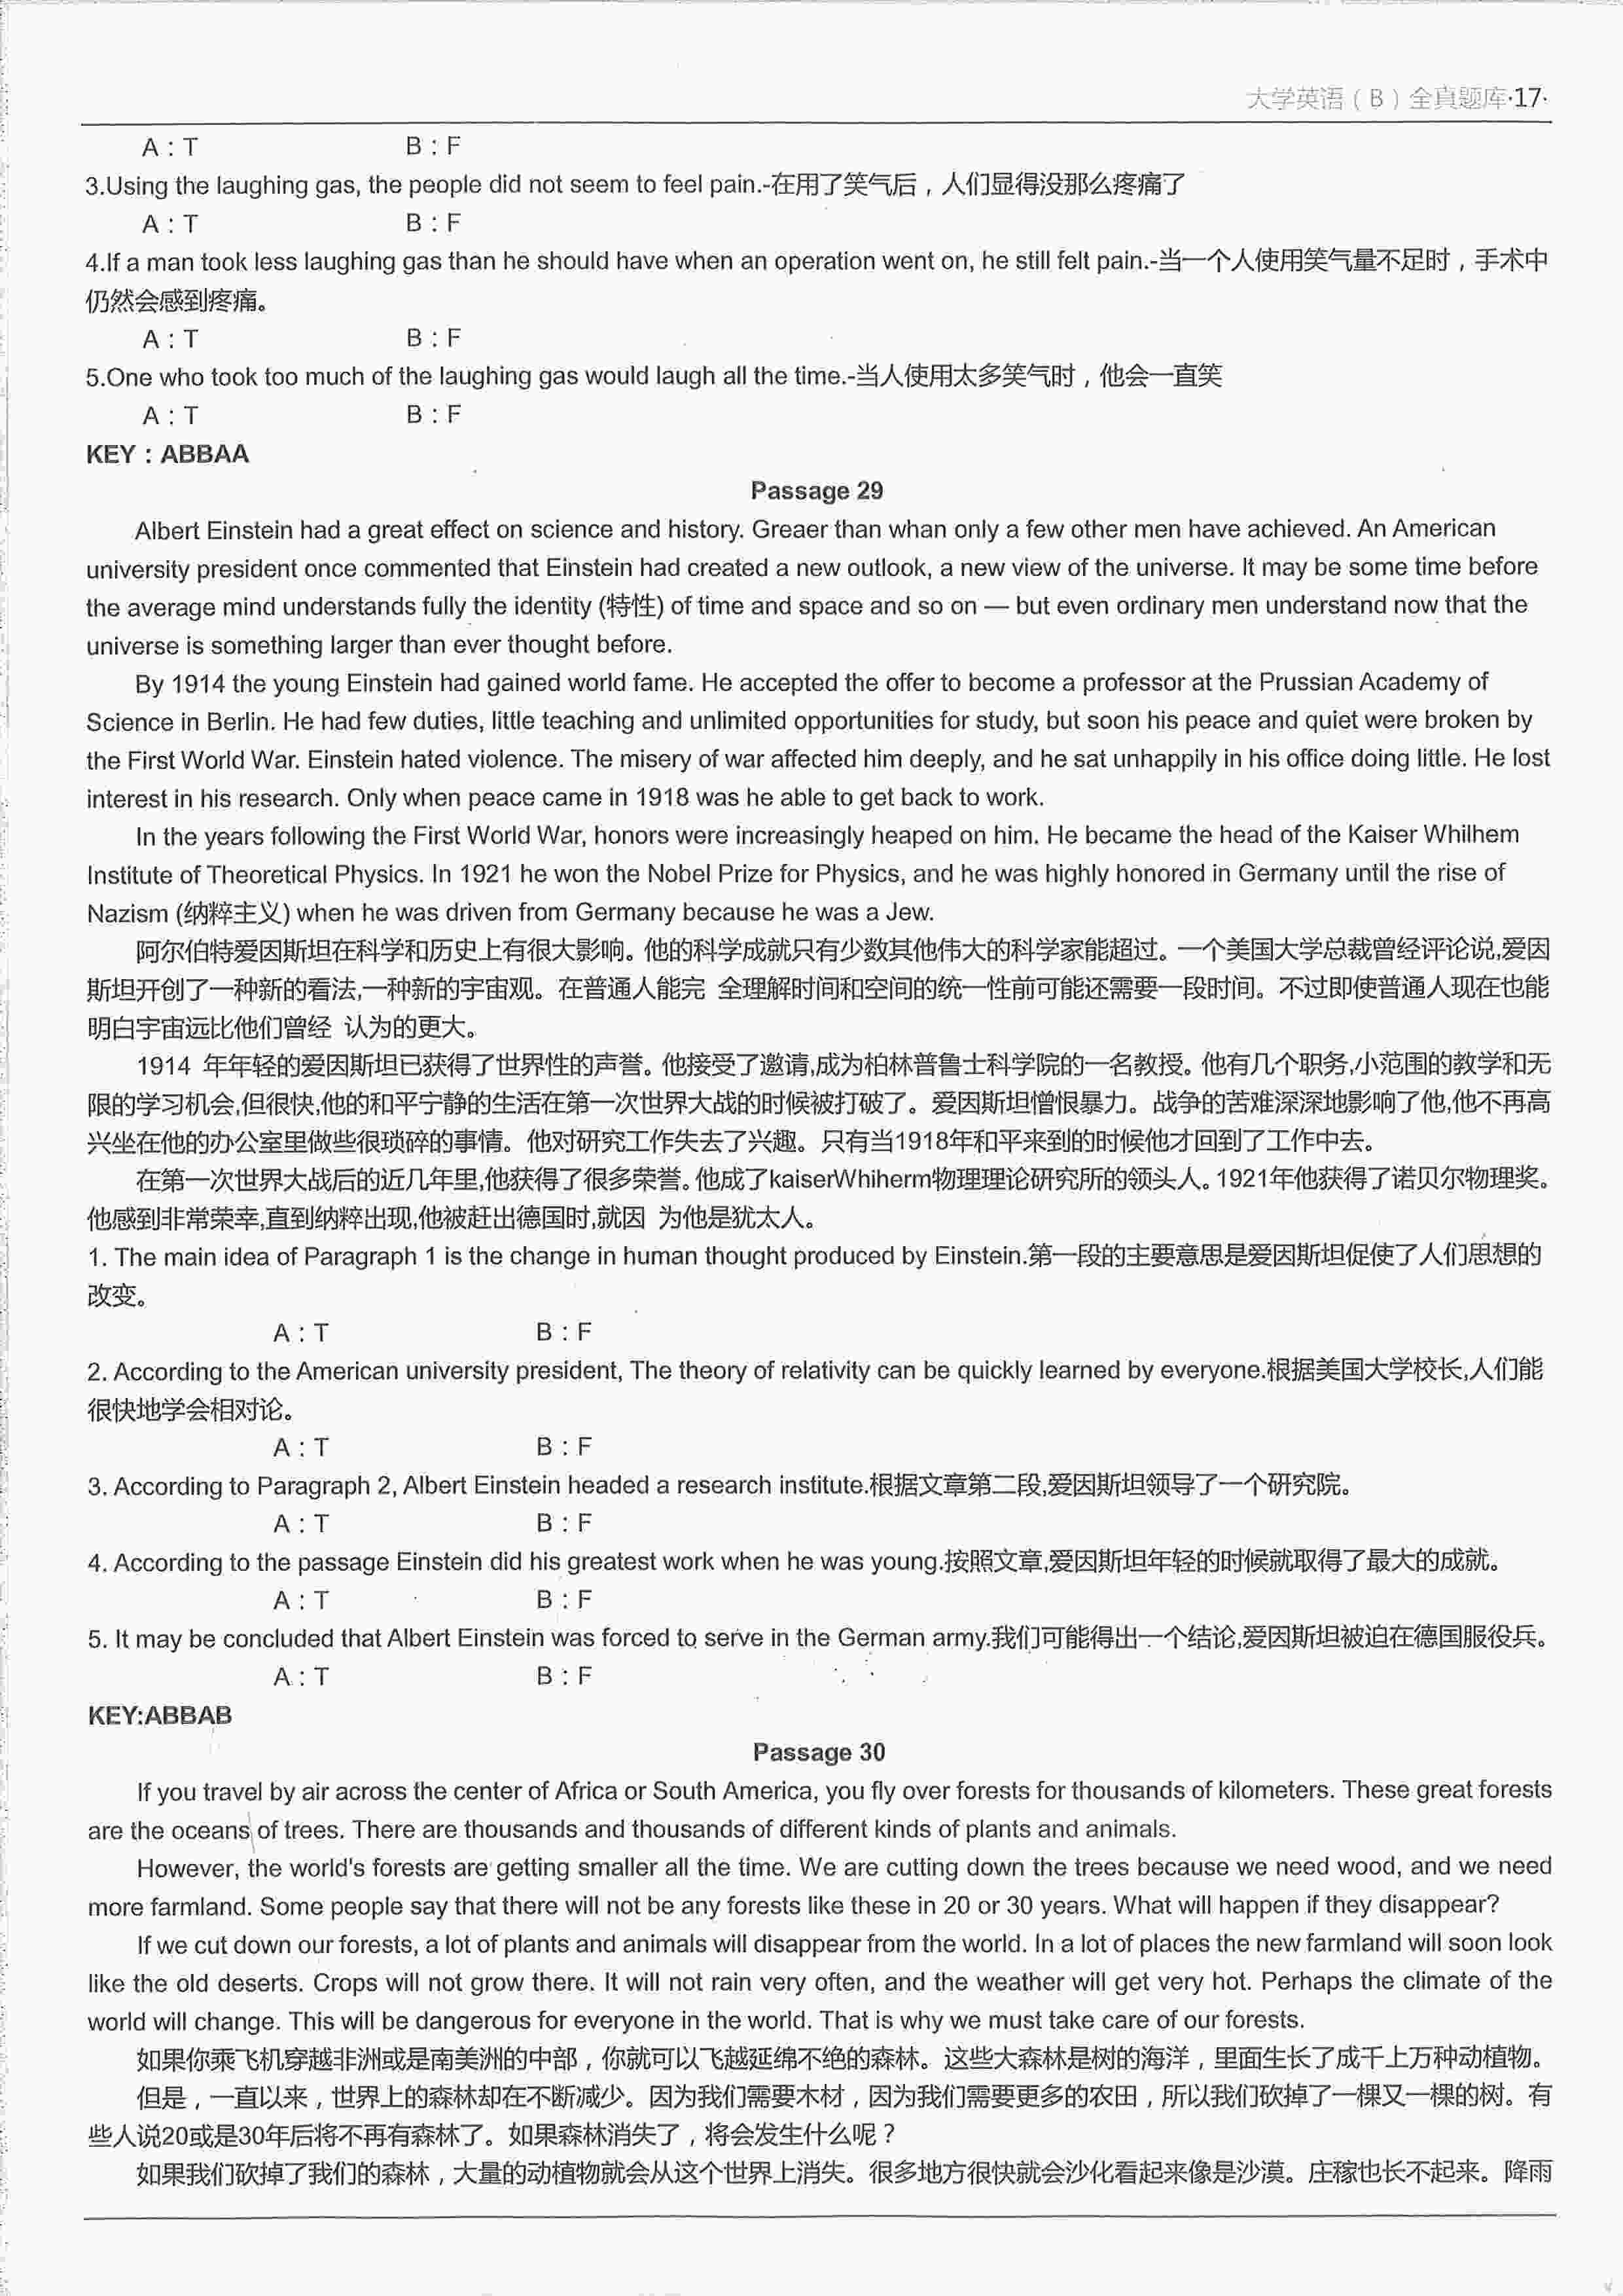 大学英语（B）全真题库·17·
A：T B：F
3.Using the laughing gas, the people did not seem to feel pain.-在用了笑气后，人们显得没那么疼痛了
A：T B：F
4.If a man took less laughing gas than he should have when an operation went on, he still felt pain.-当一个人使用笑气量不足时，手术中
仍然会感到疼痛。
A：T B：F
5.One who took too much of the laughing gas would laugh all the time.-当人使用太多笑气时，他会一直笑
A：T B：F
KEY：ABBAA
Passage 29
Albert Einstein had a great effect on science and history. Greaer than whan only a few other men have achieved. An American
university president once commented that Einstein had created a new outlook, a new view of the universe. It may be some time before
the average mind understands fully the identity (特性) of time and space and so on — but even ordinary men understand now that the
universe is something larger than ever thought before.
By 1914 the young Einstein had gained world fame. He accepted the offer to become a professor at the Prussian Academy of
Science in Berlin. He had few duties, little teaching and unlimited opportunities for study, but soon his peace and quiet were broken by
the First World War. Einstein hated violence. The misery of war affected him deeply, and he sat unhappily in his office doing little. He lost
interest in his research. Only when peace came in 1918 was he able to get back to work.
In the years following the First World War, honors were increasingly heaped on him. He became the head of the Kaiser Whilhem
Institute of Theoretical Physics. In 1921 he won the Nobel Prize for Physics, and he was highly honored in Germany until the rise of
Nazism (纳粹主义) when he was driven from Germany because he was a Jew.
阿尔伯特爱因斯坦在科学和历史上有很大影响。他的科学成就只有少数其他伟大的科学家能超过。一个美国大学总裁曾经评论说,爱因
斯坦开创了一种新的看法,一种新的宇宙观。在普通人能完 全理解时间和空间的统一性前可能还需要一段时间。不过即使普通人现在也能
明白宇宙远比他们曾经 认为的更大。
1914 年年轻的爱因斯坦已获得了世界性的声誉。他接受了邀请,成为柏林普鲁士科学院的一名教授。他有几个职务,小范围的教学和无
限的学习机会,但很快,他的和平宁静的生活在第一次世界大战的时候被打破了。爱因斯坦憎恨暴力。战争的苦难深深地影响了他,他不再高
兴坐在他的办公室里做些很琐碎的事情。他对研究工作失去了兴趣。只有当1918年和平来到的时候他才回到了工作中去。
在第一次世界大战后的近几年里,他获得了很多荣誉。他成了kaiserWhiherm物理理论研究所的领头人。1921年他获得了诺贝尔物理奖。
他感到非常荣幸,直到纳粹出现,他被赶出德国时,就因 为他是犹太人。
1. The main idea of Paragraph 1 is the change in human thought produced by Einstein.第一段的主要意思是爱因斯坦促使了人们思想的
改变。
A：T B：F
2. According to the American university president, The theory of relativity can be quickly learned by everyone.根据美国大学校长,人们能
很快地学会相对论。
A：T B：F
3. According to Paragraph 2, Albert Einstein headed a research institute.根据文章第二段,爱因斯坦领导了一个研究院。
A：T B：F
4. According to the passage Einstein did his greatest work when he was young.按照文章,爱因斯坦年轻的时候就取得了最大的成就。
A：T B：F
5. It may be concluded that Albert Einstein was forced to serve in the German army.我们可能得出一个结论,爱因斯坦被迫在德国服役兵。
A：T B：F
KEY:ABBAB
Passage 30
If you travel by air across the center of Africa or South America, you fly over forests for thousands of kilometers. These great forests
are the oceans of trees. There are thousands and thousands of different kinds of plants and animals.
However, the world's forests are getting smaller all the time. We are cutting down the trees because we need wood, and we need
more farmland. Some people say that there will not be any forests like these in 20 or 30 years. What will happen if they disappear?
If we cut down our forests, a lot of plants and animals will disappear from the world. In a lot of places the new farmland will soon look
like the old deserts. Crops will not grow there. It will not rain very often, and the weather will get very hot. Perhaps the climate of the
world will change. This will be dangerous for everyone in the world. That is why we must take care of our forests.
如果你乘飞机穿越非洲或是南美洲的中部，你就可以飞越延绵不绝的森林。这些大森林是树的海洋，里面生长了成千上万种动植物。
但是，一直以来，世界上的森林却在不断减少。因为我们需要木材，因为我们需要更多的农田，所以我们砍掉了一棵又一棵的树。有
些人说20或是30年后将不再有森林了。如果森林消失了，将会发生什么呢？
如果我们砍掉了我们的森林，大量的动植物就会从这个世界上消失。很多地方很快就会沙化看起来像是沙漠。庄稼也长不起来。降雨